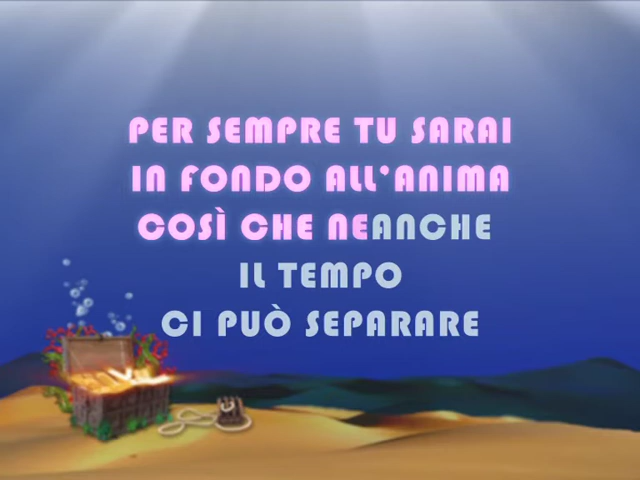 PER SEMPRE TU SARAI
IN FONDO ALL'ANIMA
COSÌ CHE NEANCHE
IL TEMPO
CI PUÒ SEPARARE